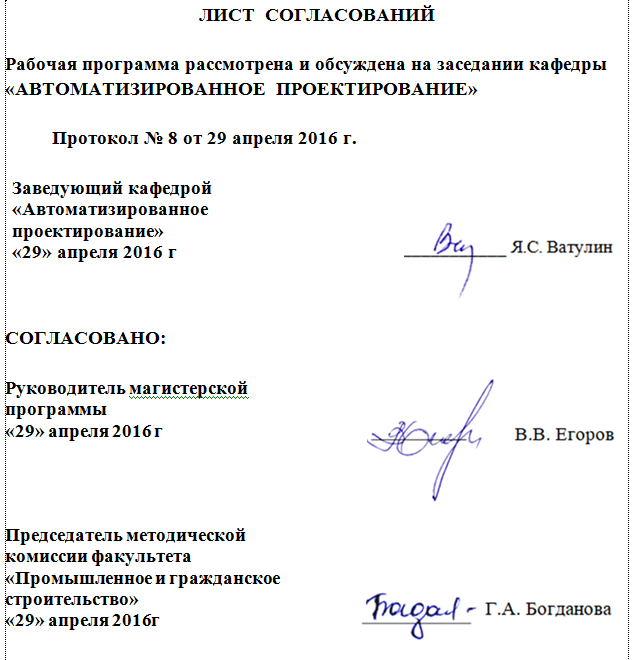 ЛИСТ СОГЛАСОВАНИЙ
Рабочая программа рассмотрена и обсуждена на заседании кафедры
«АВТОМАТИЗИРОВАННОЕ ПРОЕКТИРОВАНИЕ»
Протокол № 8 от 29 апреля 2016 г.
Заведующий кафедрой
«Автоматизированное
проектирование»
«29» апреля 2016 г
Я.С. Ватулин
СОГЛАСОВАНО:
Руководитель магистерской
программы
«29» апреля 2016 г
В.В. Егоров
Председатель методической
комиссии факультета
«Промышленное и гражданское
строительство»
«29» апреля 2016г
Г.А. Богданова